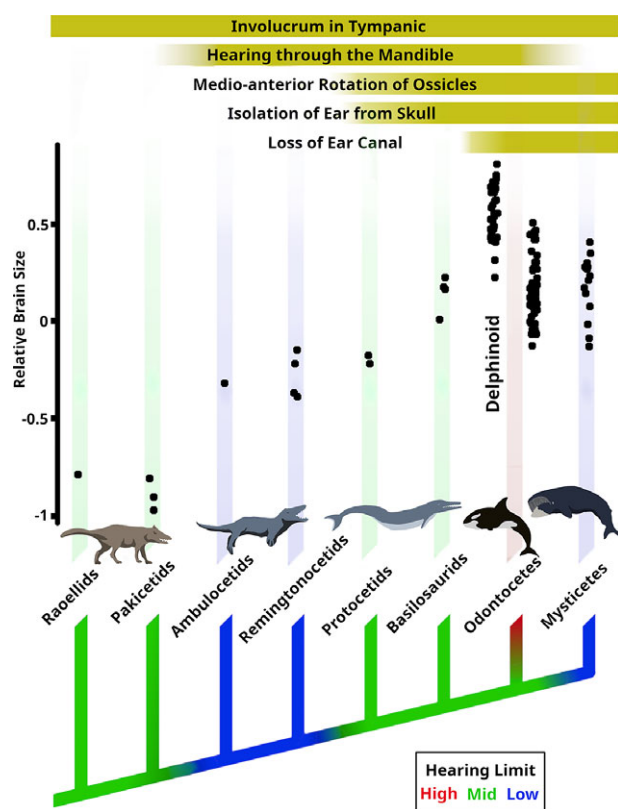 Involucrum in Tympanic
Hearing through the Mandible
Medio-anterior Rotation of Ossicles
Isolation of Ear from Skull
Loss of Ear Canal
Relative Brain Size
0.5
0
-0.5
-1
Delphinoid
Raoellids
Pakicetids
Ambulocetids
Remingtonocetids
Protocetids
Basilosaurids
Odontocetes
Mysticetes
Hearing Limit
High Mid Low